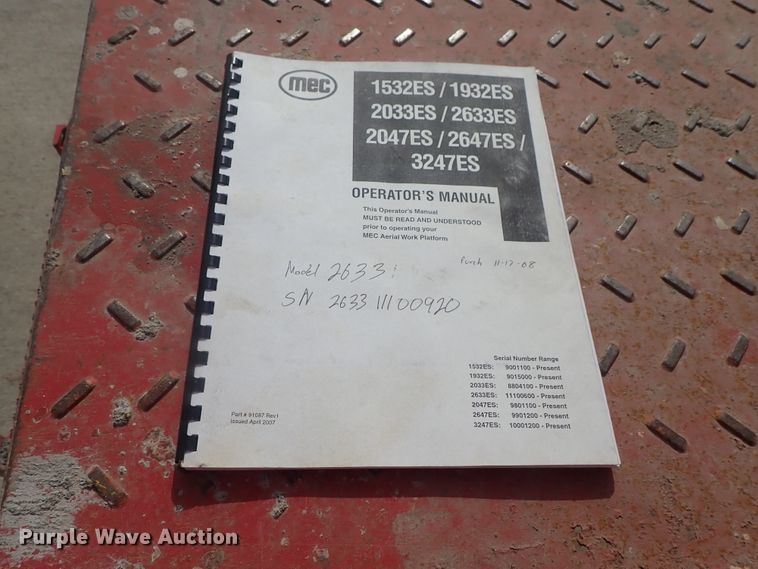 mec
1532ES / 1932ES
2033ES / 2633ES
2047ES / 2647ES /
3247ES
OPERATOR'S MANUAL
This Operator's Manual
MUST BE READ AND UNDERSTOOD
prior to operating your
MEC Aerial Work Platform
Purch 11-17-08
Model 2633
S/N 2633 11100920
Serial Number Range
1532ES: 9001100 - Present
1932ES: 9015000 - Present
2033ES: 8804100 - Present
2633ES: 11100600 - Present
2047ES: 9801100 - Present
2647ES: 9901200 - Present
3247ES: 10001200 - Present
Part # 91087 Rev1
Issued April 2007
Purple Wave Auction